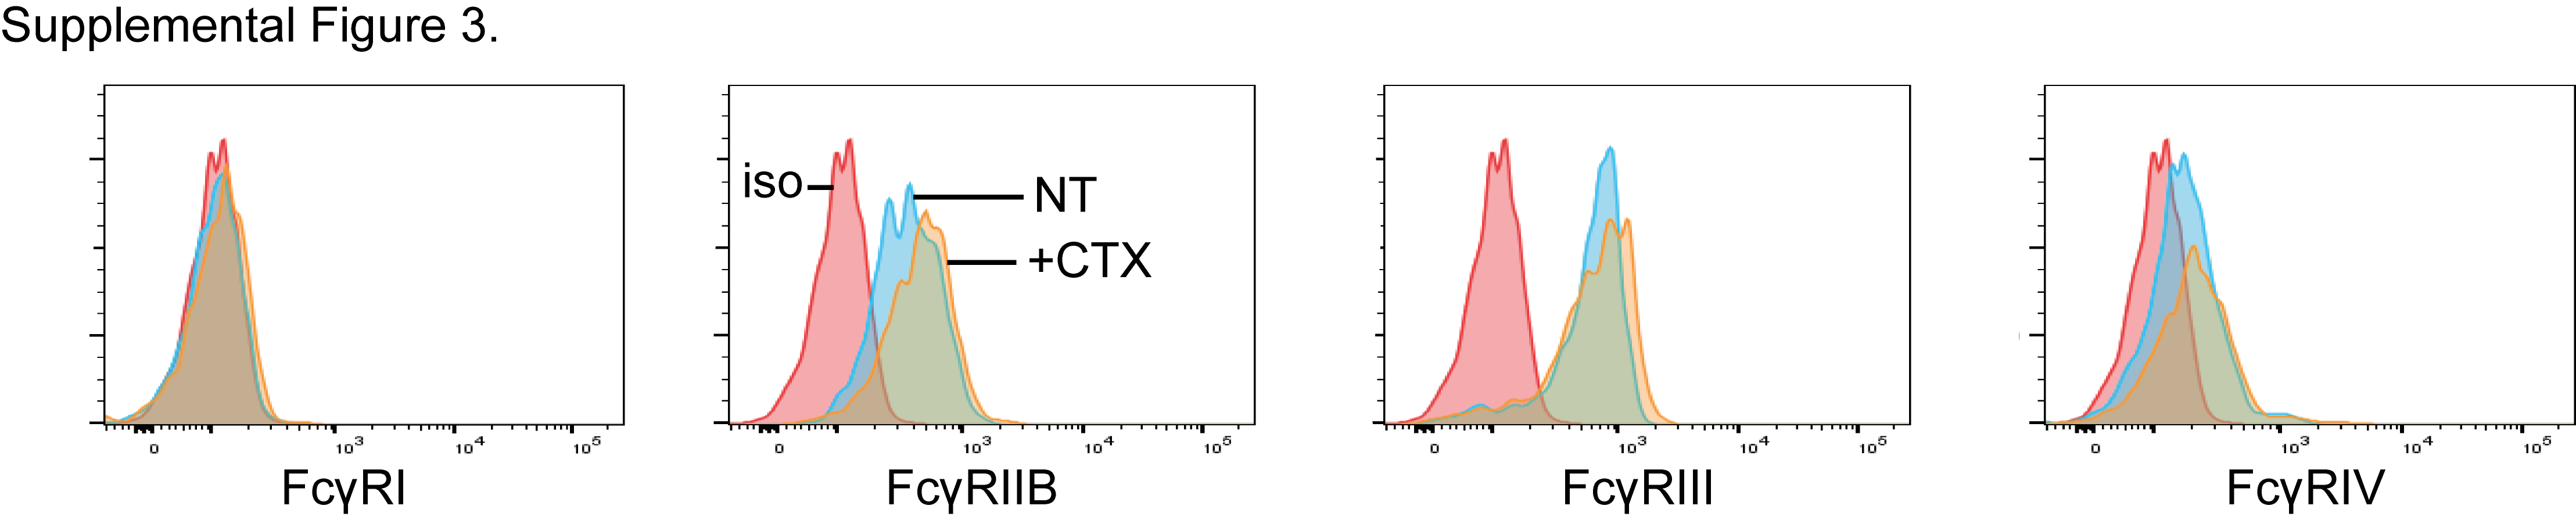 Supplemental Figure 3.
iso
NT
+CTX
0 10³ 10⁴ 10⁵
0 10³ 10⁴ 10⁵
0 10³ 10⁴ 10⁵
0 10³ 10⁴ 10⁵
FcγRI
FcγRIIB
FcγRIII
FcγRIV